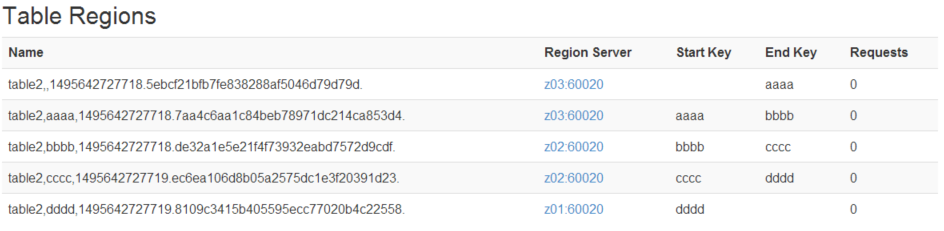 Table Regions
Name Region Server Start Key End Key Requests
table2,,1495642727718.5ebcf21bfb7fe838288af5046d79d79d. z03:60020 aaaa 0
table2,aaaa,1495642727718.7aa4c6aa1c84beb78971dc214ca853d4. z03:60020 aaaa bbbb 0
table2,bbbb,1495642727718.de32a1e5e21f4f73932eabd7572d9cdf. z02:60020 bbbb cccc 0
table2,cccc,1495642727719.ec6ea106d8b05a2575dc1e3f20391d23. z02:60020 cccc dddd 0
table2,dddd,1495642727719.8109c3415b405595ecc77020b4c22558. z01:60020 dddd 0